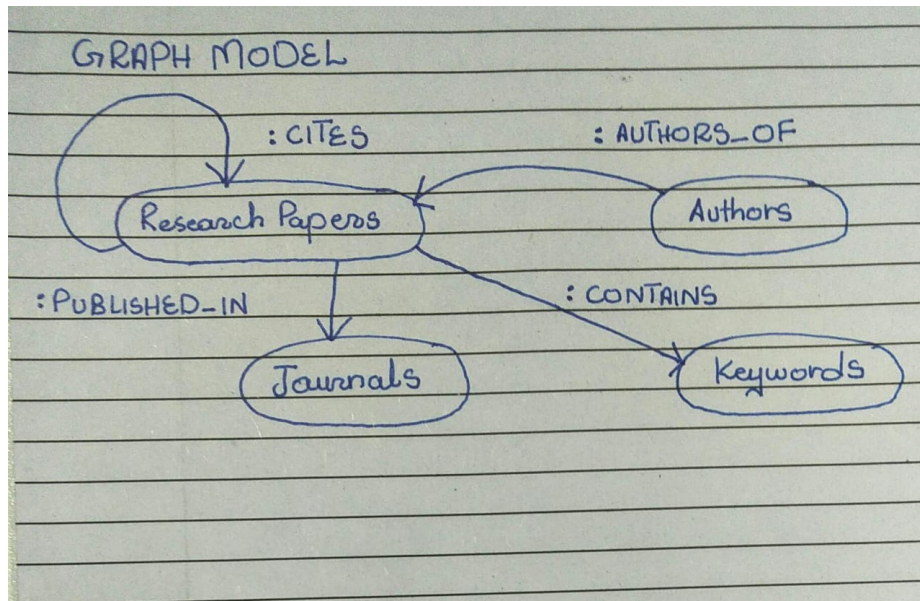 GRAPH MODEL
:CITES
:AUTHORS_OF
Research Papers
Authors
:PUBLISHED_IN
:CONTAINS
Journals
Keywords